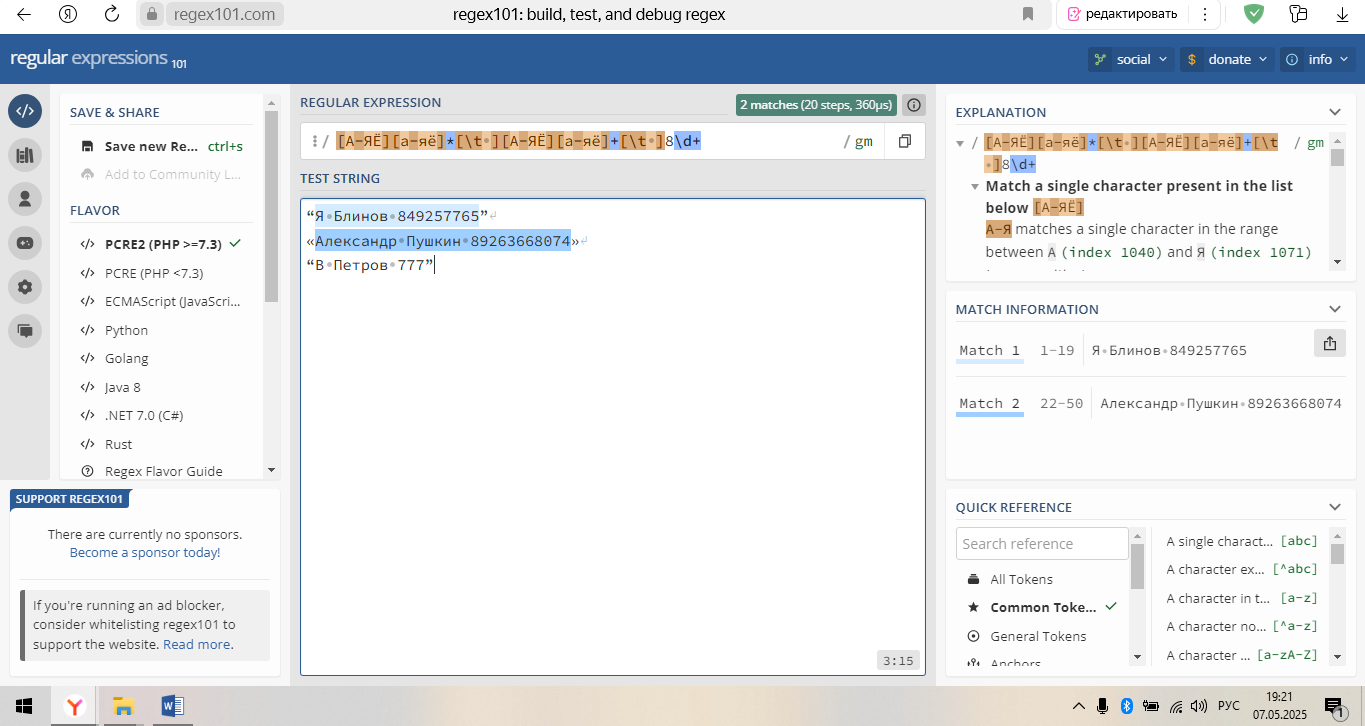 regex101.com
regex101: build, test, and debug regex
редактировать
regular expressions 101
social
donate
info
SAVE & SHARE
Save new Re... ctrl+s
Add to Community L...
FLAVOR
PCRE2 (PHP >=7.3)
PCRE (PHP <7.3)
ECMAScript (JavaScri...
Python
Golang
Java 8
.NET 7.0 (C#)
Rust
Regex Flavor Guide
SUPPORT REGEX101
There are currently no sponsors.
Become a sponsor today!
If you're running an ad blocker,
consider whitelisting regex101 to
support the website. Read more.
REGULAR EXPRESSION
2 matches (20 steps, 360µs)
/ [А-ЯЁ][а-яё]*[\t ][А-ЯЁ][а-яё]+[\t ]8\d+ / gm
TEST STRING
“Я Блинов 849257765”
«Александр Пушкин 89263668074»
“В Петров 777”
3:15
EXPLANATION
/ [А-ЯЁ][а-яё]*[\t ][А-ЯЁ][а-яё]+[\t / gm
 ]8\d+
Match a single character present in the list
below [А-ЯЁ]
А-Я matches a single character in the range
between А (index 1040) and Я (index 1071)
MATCH INFORMATION
Match 1 1-19 Я Блинов 849257765
Match 2 22-50 Александр Пушкин 89263668074
QUICK REFERENCE
Search reference
All Tokens
Common Toke...
General Tokens
Anchors
A single charact... [abc]
A character ex... [^abc]
A character in t... [a-z]
A character no... [^a-z]
A character ... [a-zA-Z]
РУС
19:21
07.05.2025
1